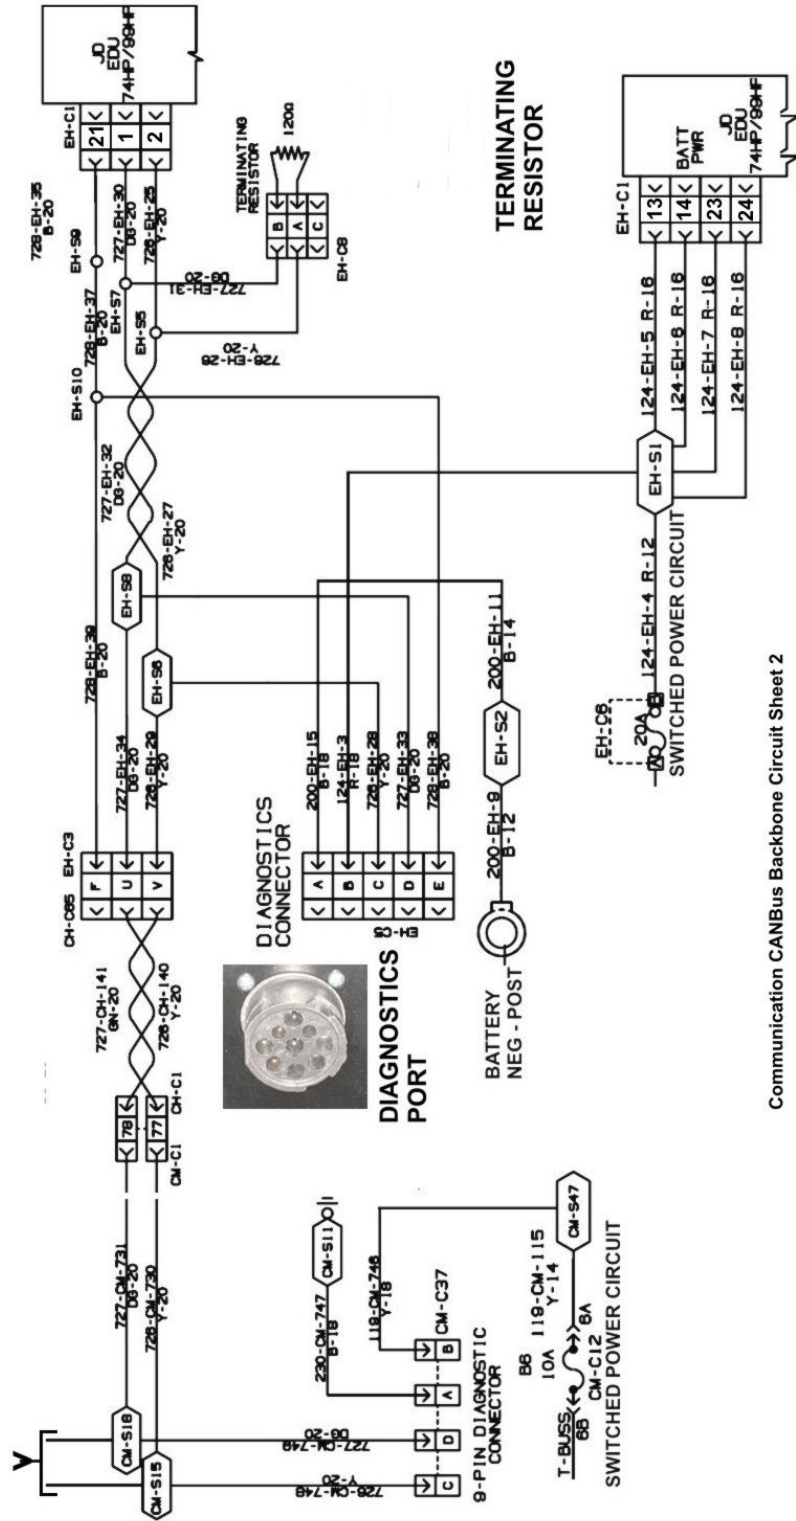 JD
EDU
74HP/99HP
EH-C1
21
1
2
728-EH-35
B-20
EH-S9
727-EH-30
DG-20
726-EH-25
Y-20
TERMINATING
RESISTOR
120Ω
B
A
C
EH-C8
728-EH-37
B-20
EH-S7
EH-S5
727-EH-31
DG-20
726-EH-26
Y-20
EH-S10
727-EH-32
DG-20
726-EH-27
Y-20
EH-S8
EH-S6
728-EH-39
B-20
727-EH-34
DG-20
726-EH-29
Y-20
EH-C3
CH-C85
F
U
V
727-CH-141
GN-20
726-CH-140
Y-20
CH-C1
CM-C1
78
77
727-CM-731
DG-20
726-CM-730
Y-20
CM-S18
CM-S15
TERMINATING
RESISTOR
DIAGNOSTICS
CONNECTOR
A
B
C
D
E
EH-C5
200-EH-15
B-18
124-EH-3
R-18
726-EH-28
Y-20
727-EH-33
DG-20
728-EH-38
B-20
DIAGNOSTICS
PORT
200-EH-11
B-14
EH-S2
200-EH-9
B-12
BATTERY
NEG - POST
EH-C1
13
14
23
24
BATT
PWR
JD
EDU
74HP/99HP
124-EH-5 R-16
124-EH-6 R-16
124-EH-7 R-16
124-EH-8 R-16
EH-S1
124-EH-4 R-12
EH-C6
20A
A
B
SWITCHED POWER CIRCUIT
727-CM-749
DG-20
726-CM-748
Y-20
CM-S11
230-CM-747
B-18
119-CM-746
Y-18
CM-C37
B
A
D
C
9-PIN DIAGNOSTIC
CONNECTOR
CM-S47
119-CM-115
Y-14
6A
B6
10A
CM-C12
T-BUSS
6B
SWITCHED POWER CIRCUIT
Communication CANBus Backbone Circuit Sheet 2